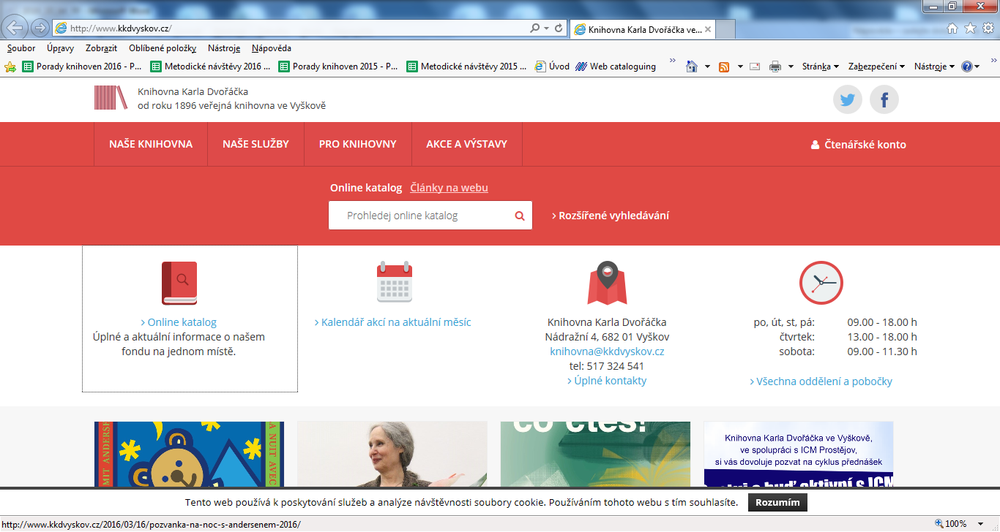 http://www.kkdvyskov.cz/
Knihovna Karla Dvořáčka ve...
Soubor Úpravy Zobrazit Oblíbené položky Nástroje Nápověda
Porady knihoven 2016 - P... Metodické návštěvy 2016 ... Porady knihoven 2015 - P... Metodické návštěvy 2015 ... Úvod Web cataloguing » Stránka Zabezpečení Nástroje »
Knihovna Karla Dvořáčka
od roku 1896 veřejná knihovna ve Vyškově
NAŠE KNIHOVNA NAŠE SLUŽBY PRO KNIHOVNY AKCE A VÝSTAVY Čtenářské konto
Online katalog Články na webu
Prohledej online katalog
› Rozšířené vyhledávání
› Online katalog
Úplné a aktuální informace o našem
fondu na jednom místě.
› Kalendář akcí na aktuální měsíc
Knihovna Karla Dvořáčka
Nádražní 4, 682 01 Vyškov
knihovna@kkdvyskov.cz
tel: 517 324 541
› Úplné kontakty
po, út, st, pá: 09.00 - 18.00 h
čtvrtek: 13.00 - 18.00 h
sobota: 09.00 - 11.30 h
› Všechna oddělení a pobočky
MIT ANDERS
A NUIT AVEC
co čteš!
Knihovna Karla Dvořáčka ve Vyškově,
ve spolupráci s ICM Prostějov,
si vás dovoluje pozvat na cyklus přednášek
buď aktivní s ICM
Tento web používá k poskytování služeb a analýze návštěvnosti soubory cookie. Používáním tohoto webu s tím souhlasíte. Rozumím
http://www.kkdvyskov.cz/2016/03/16/pozvanka-na-noc-s-andersenem-2016/
100%